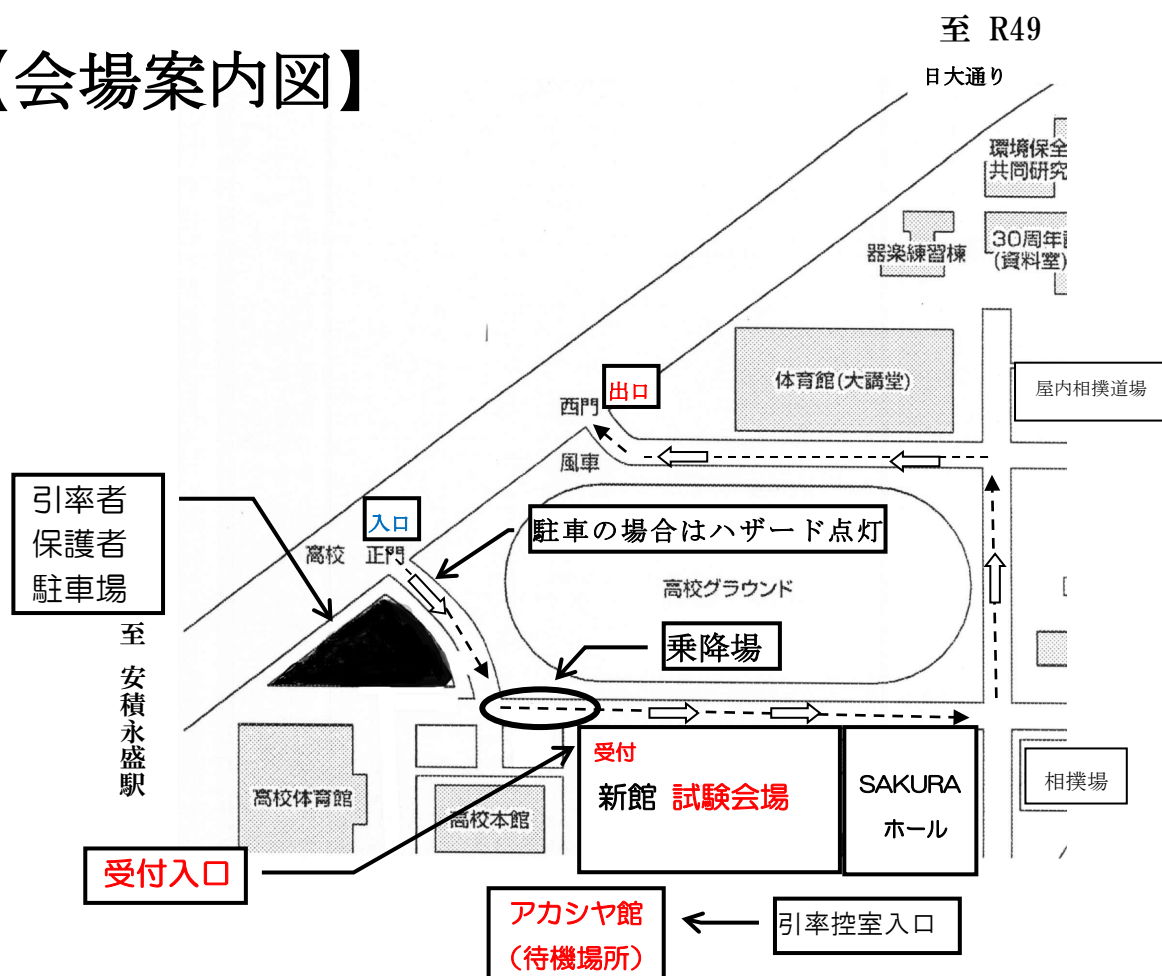 至 R49
【会場案内図】
日大通り
環境保全
共同研究
器楽練習棟
30周年
(資料室)
体育館(大講堂)
屋内相撲道場
出口
西門
風車
引率者
保護者
駐車場
入口
高校 正門
駐車の場合はハザード点灯
高校グラウンド
乗降場
至 安積永盛駅
受付
新館 試験会場
SAKURA
ホール
相撲場
高校体育館
高校本館
受付入口
アカシヤ館
（待機場所）
引率控室入口